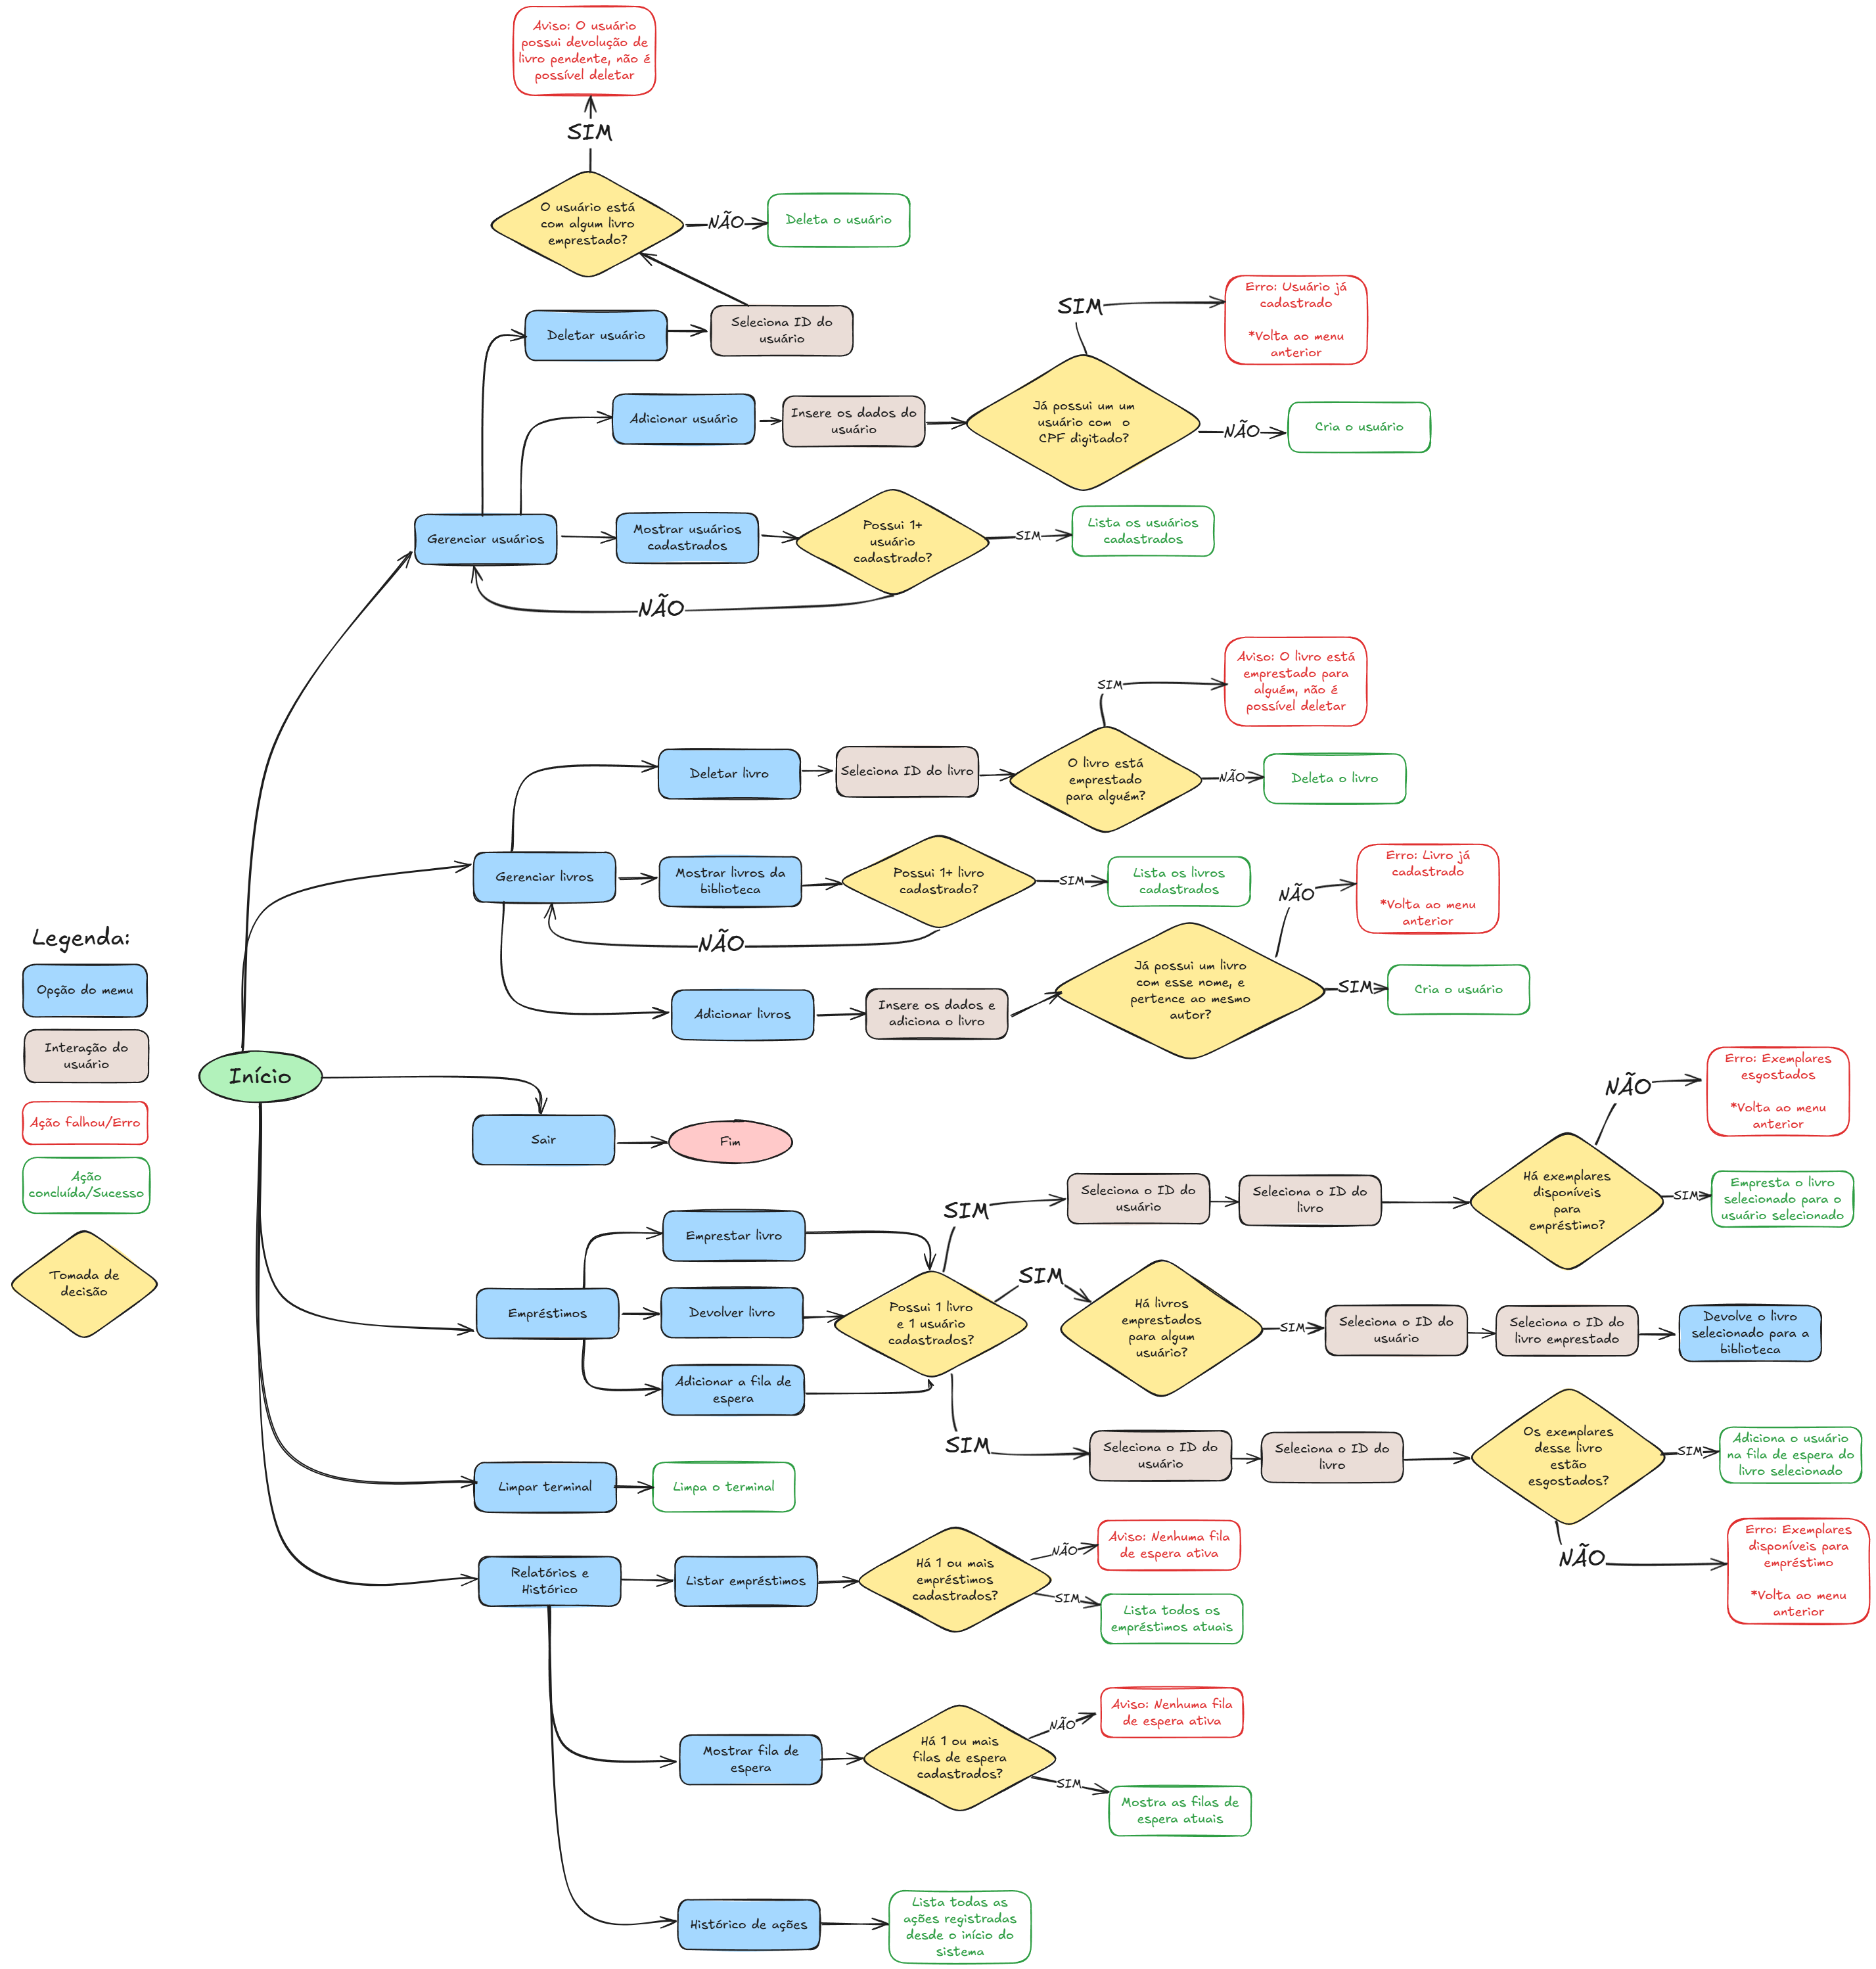 Aviso: O usuário
possui devolução de
livro pendente, não é
possível deletar
SIM
O usuário está
com algum livro
emprestado?
NÃO
Deleta o usuário
Deletar usuário
Seleciona ID do
usuário
SIM
Erro: Usuário já
cadastrado
*Volta ao menu
anterior
Adicionar usuário
Insere os dados do
usuário
Já possui um um
usuário com o
CPF digitado?
NÃO
Cria o usuário
Gerenciar usuários
Mostrar usuários
cadastrados
Possui 1+
usuário
cadastrado?
SIM
Lista os usuários
cadastrados
NÃO
Aviso: O livro está
emprestado para
alguém, não é
possível deletar
SIM
Deletar livro
Seleciona ID do livro
O livro está
emprestado
para alguém?
NÃO
Deleta o livro
Gerenciar livros
Mostrar livros da
biblioteca
Possui 1+ livro
cadastrado?
SIM
Lista os livros
cadastrados
NÃO
Erro: Livro já
cadastrado
*Volta ao menu
anterior
NÃO
Adicionar livros
Insere os dados e
adiciona o livro
Já possui um livro
com esse nome, e
pertence ao mesmo
autor?
SIM
Cria o usuário
Legenda:
Opção do memu
Interação do
usuário
Ação falhou/Erro
Ação
concluída/Sucesso
Tomada de
decisão
Início
Sair
Fim
Empréstimos
Emprestar livro
Devolver livro
Adicionar a fila de
espera
Possui 1 livro
e 1 usuário
cadastrados?
SIM
Seleciona o ID do
usuário
Seleciona o ID do
livro
Há exemplares
disponíveis
para
empréstimo?
NÃO
Erro: Exemplares
esgostados
*Volta ao menu
anterior
SIM
Empresta o livro
selecionado para o
usuário selecionado
SIM
Há livros
emprestados
para algum
usuário?
SIM
Seleciona o ID do
usuário
Seleciona o ID do
livro emprestado
Devolve o livro
selecionado para a
biblioteca
SIM
Seleciona o ID do
usuário
Seleciona o ID do
livro
Os exemplares
desse livro
estão
esgostados?
SIM
Adiciona o usuário
na fila de espera do
livro selecionado
NÃO
Erro: Exemplares
disponíveis para
empréstimo
*Volta ao menu
anterior
Limpar terminal
Limpa o terminal
Relatórios e
Histórico
Listar empréstimos
Há 1 ou mais
empréstimos
cadastrados?
NÃO
Aviso: Nenhuma fila
de espera ativa
SIM
Lista todos os
empréstimos atuais
Mostrar fila de
espera
Há 1 ou mais
filas de espera
cadastrados?
NÃO
Aviso: Nenhuma fila
de espera ativa
SIM
Mostra as filas de
espera atuais
Histórico de ações
Lista todas as
ações registradas
desde o início do
sistema